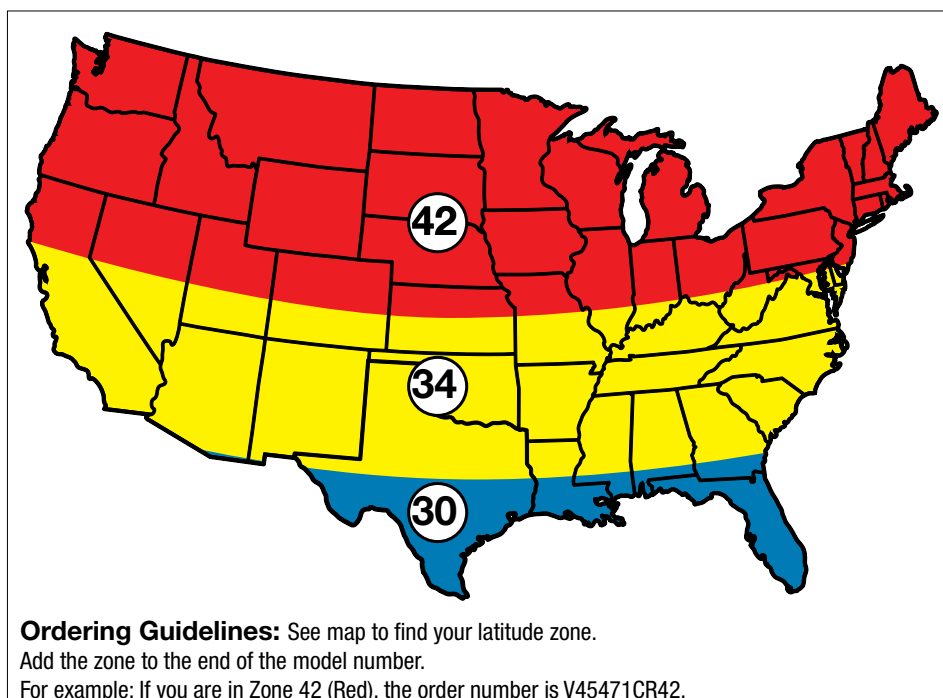 42
34
30
Ordering Guidelines: See map to find your latitude zone.
Add the zone to the end of the model number.
For example: If you are in Zone 42 (Red), the order number is V45471CR42.